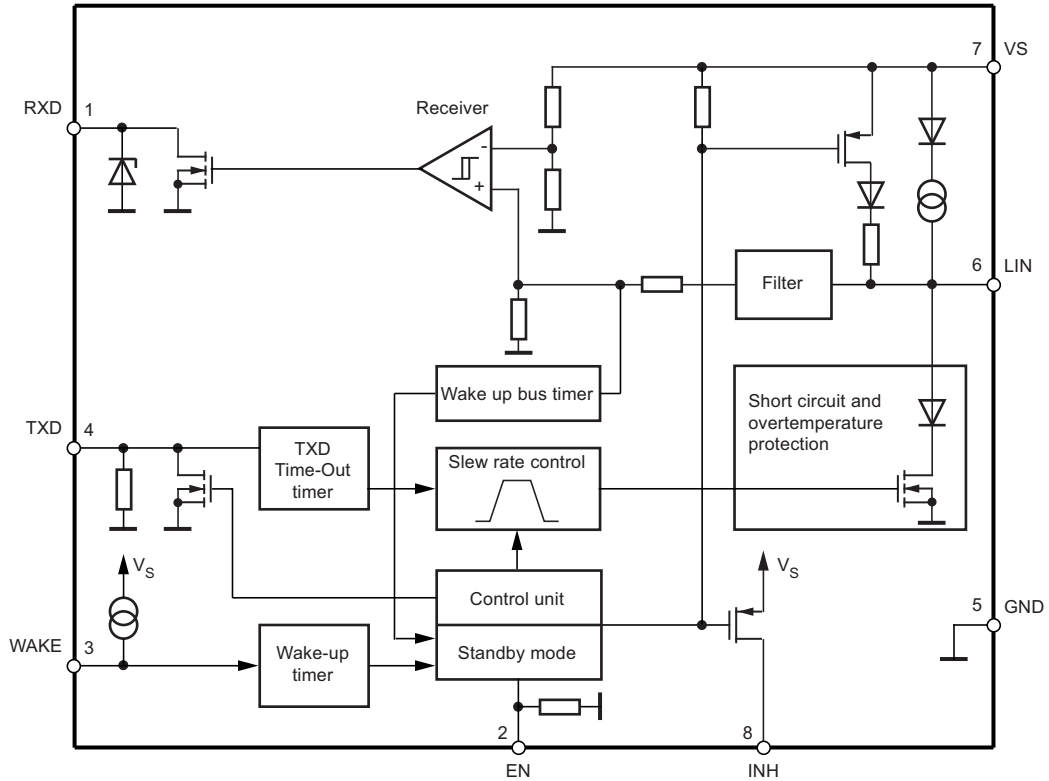 7 VS
RXD 1
Receiver
-
+
6 LIN
Filter
Wake up bus timer
Short circuit and
overtemperature
protection
TXD 4
TXD
Time-Out
timer
Slew rate control
VS
VS
Control unit
5 GND
WAKE 3
Wake-up
timer
Standby mode
2
8
EN
INH